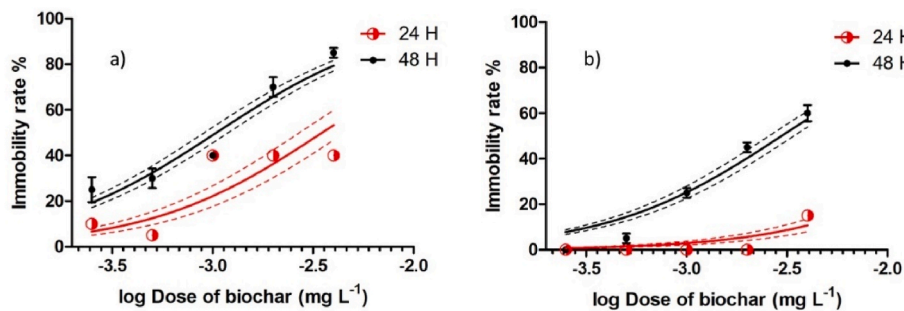 100
80
60
40
20
0
Immobility rate %
a)
24 H
48 H
-3.5
-3.0
-2.5
-2.0
log Dose of biochar (mg L⁻¹)
100
80
60
40
20
0
Immobility rate %
b)
24 H
48 H
-3.5
-3.0
-2.5
-2.0
log Dose of biochar (mg L⁻¹)